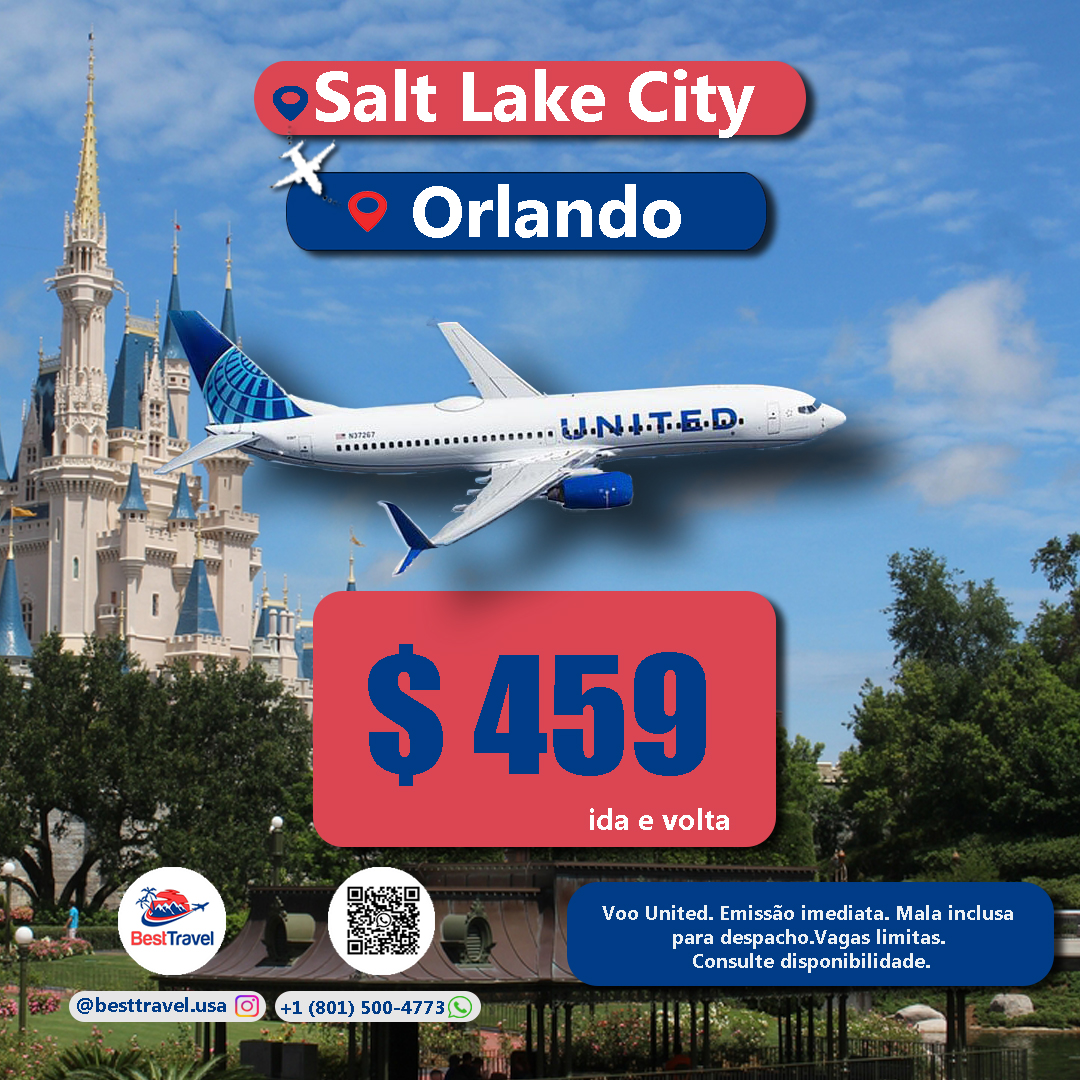 Salt Lake City
Orlando
N37267
UNITED
$ 459
ida e volta
BestTravel
Voo United. Emissão imediata. Mala inclusa
para despacho.Vagas limitas.
Consulte disponibilidade.
@besttravel.usa
+1 (801) 500-4773